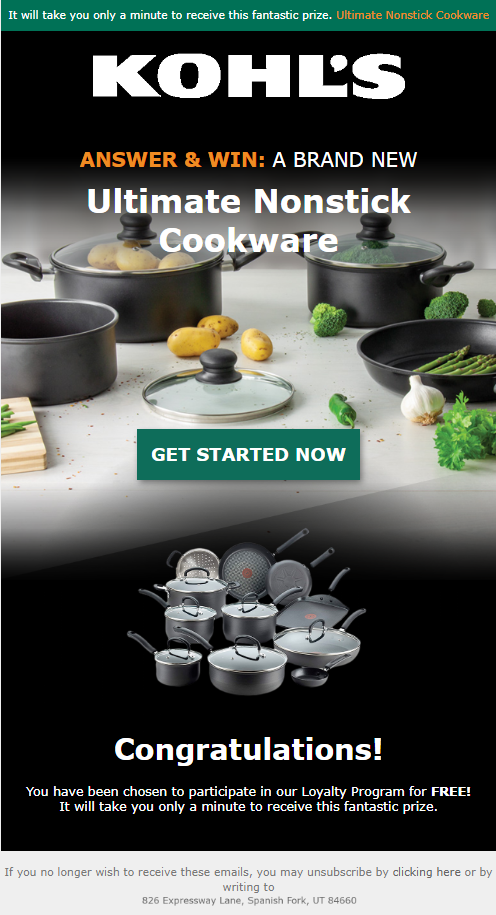 It will take you only a minute to receive this fantastic prize. Ultimate Nonstick Cookware
KOHL'S
ANSWER & WIN: A BRAND NEW
Ultimate Nonstick
Cookware
GET STARTED NOW
Congratulations!
You have been chosen to participate in our Loyalty Program for FREE!
It will take you only a minute to receive this fantastic prize.
If you no longer wish to receive these emails, you may unsubscribe by clicking here or by
writing to
826 Expressway Lane, Spanish Fork, UT 84660